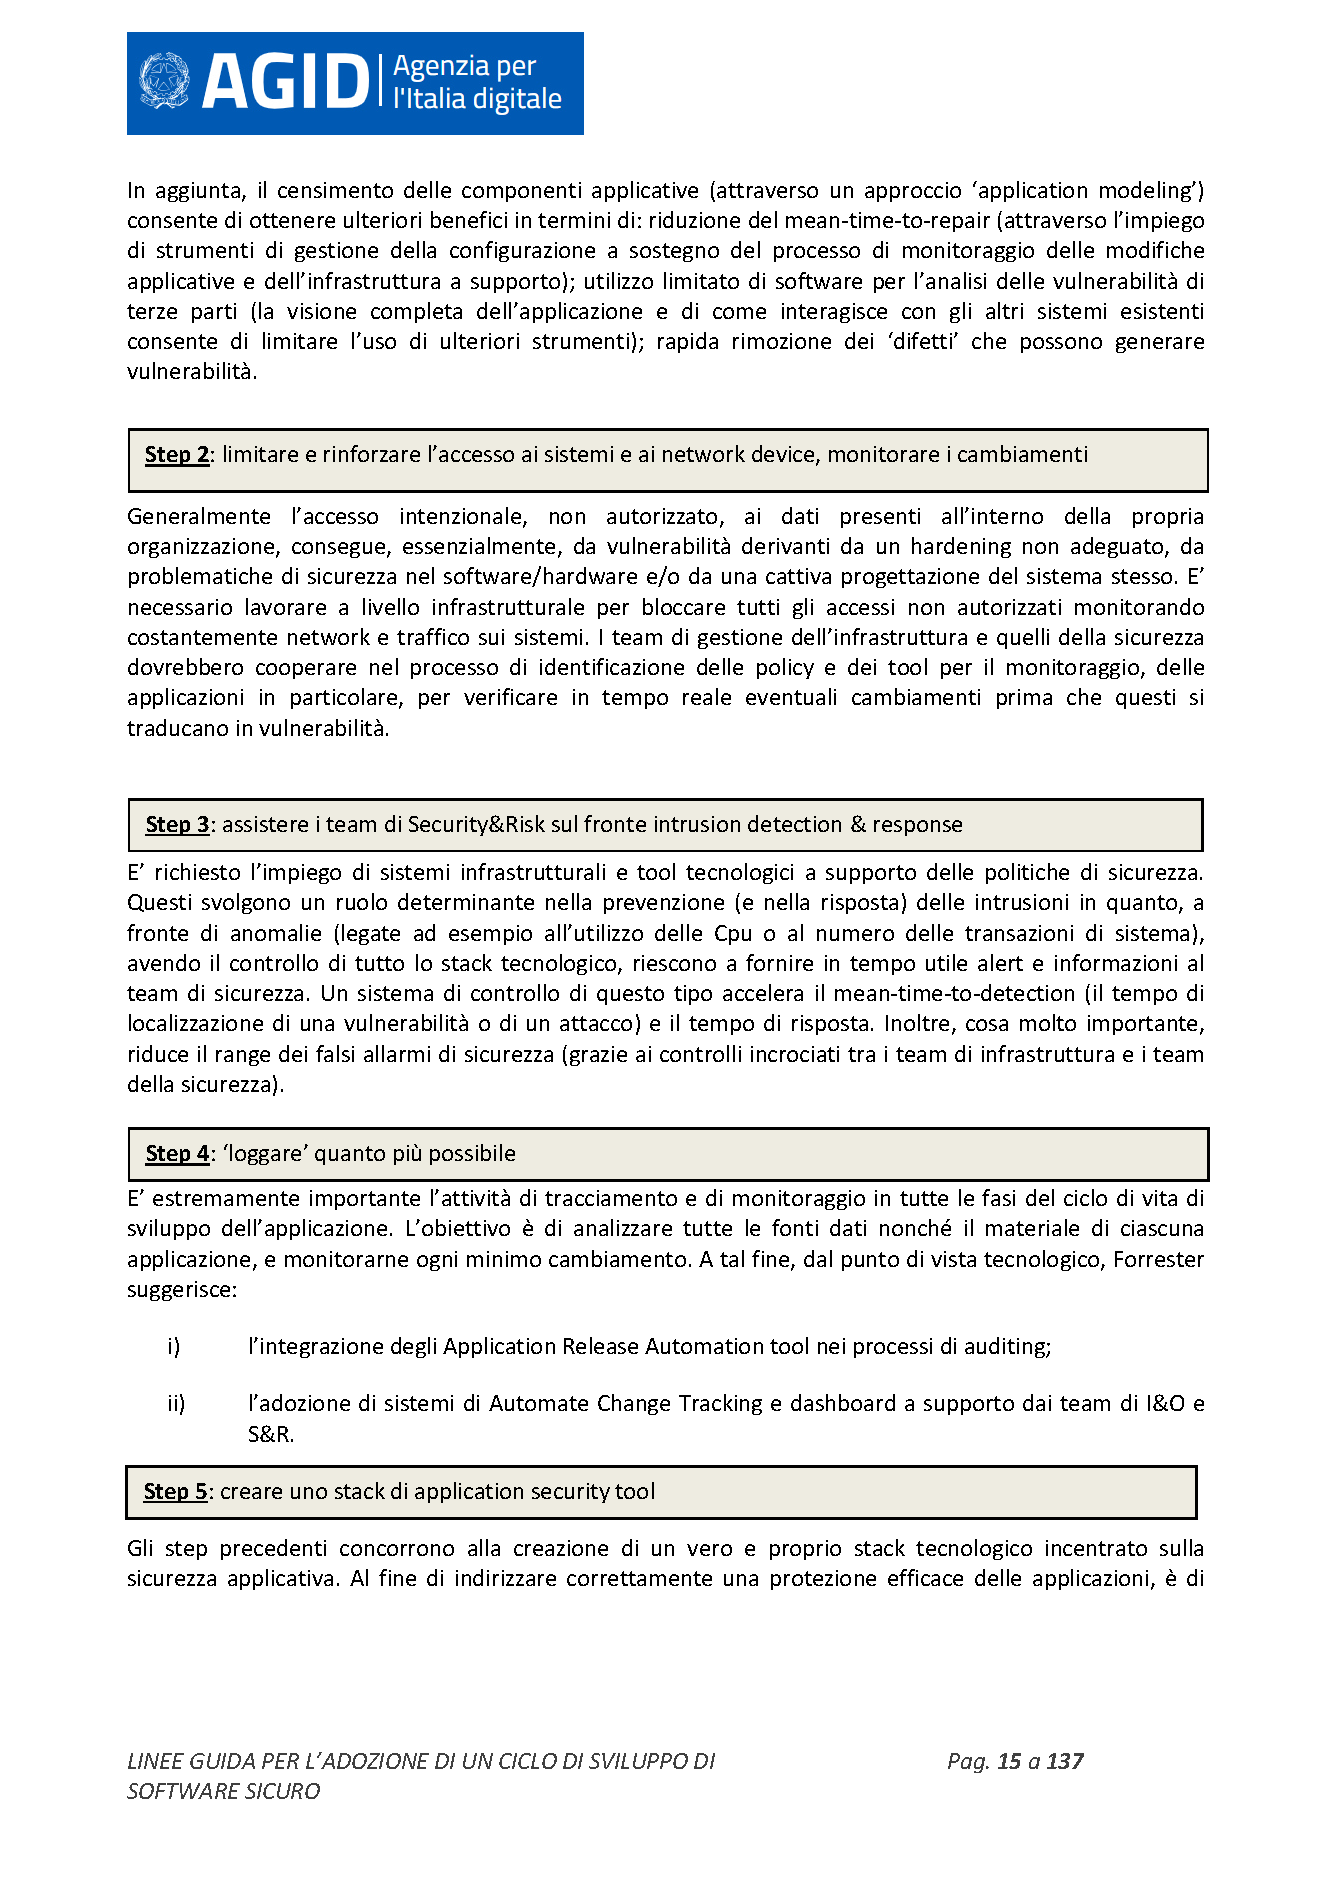 AGID Agenzia per
l'Italia digitale
In aggiunta, il censimento delle componenti applicative (attraverso un approccio ‘application modeling’)
consente di ottenere ulteriori benefici in termini di: riduzione del mean-time-to-repair (attraverso l’impiego
di strumenti di gestione della configurazione a sostegno del processo di monitoraggio delle modifiche
applicative e dell’infrastruttura a supporto); utilizzo limitato di software per l’analisi delle vulnerabilità di
terze parti (la visione completa dell’applicazione e di come interagisce con gli altri sistemi esistenti
consente di limitare l’uso di ulteriori strumenti); rapida rimozione dei ‘difetti’ che possono generare
vulnerabilità.
Step 2: limitare e rinforzare l’accesso ai sistemi e ai network device, monitorare i cambiamenti
Generalmente l’accesso intenzionale, non autorizzato, ai dati presenti all’interno della propria
organizzazione, consegue, essenzialmente, da vulnerabilità derivanti da un hardening non adeguato, da
problematiche di sicurezza nel software/hardware e/o da una cattiva progettazione del sistema stesso. E’
necessario lavorare a livello infrastrutturale per bloccare tutti gli accessi non autorizzati monitorando
costantemente network e traffico sui sistemi. I team di gestione dell’infrastruttura e quelli della sicurezza
dovrebbero cooperare nel processo di identificazione delle policy e dei tool per il monitoraggio, delle
applicazioni in particolare, per verificare in tempo reale eventuali cambiamenti prima che questi si
traducano in vulnerabilità.
Step 3: assistere i team di Security&Risk sul fronte intrusion detection & response
E’ richiesto l’impiego di sistemi infrastrutturali e tool tecnologici a supporto delle politiche di sicurezza.
Questi svolgono un ruolo determinante nella prevenzione (e nella risposta) delle intrusioni in quanto, a
fronte di anomalie (legate ad esempio all’utilizzo delle Cpu o al numero delle transazioni di sistema),
avendo il controllo di tutto lo stack tecnologico, riescono a fornire in tempo utile alert e informazioni al
team di sicurezza. Un sistema di controllo di questo tipo accelera il mean-time-to-detection (il tempo di
localizzazione di una vulnerabilità o di un attacco) e il tempo di risposta. Inoltre, cosa molto importante,
riduce il range dei falsi allarmi di sicurezza (grazie ai controlli incrociati tra i team di infrastruttura e i team
della sicurezza).
Step 4: ‘loggare’ quanto più possibile
E’ estremamente importante l’attività di tracciamento e di monitoraggio in tutte le fasi del ciclo di vita di
sviluppo dell’applicazione. L’obiettivo è di analizzare tutte le fonti dati nonché il materiale di ciascuna
applicazione, e monitorarne ogni minimo cambiamento. A tal fine, dal punto di vista tecnologico, Forrester
suggerisce:
i) l’integrazione degli Application Release Automation tool nei processi di auditing;
ii) l’adozione di sistemi di Automate Change Tracking e dashboard a supporto dai team di I&O e
S&R.
Step 5: creare uno stack di application security tool
Gli step precedenti concorrono alla creazione di un vero e proprio stack tecnologico incentrato sulla
sicurezza applicativa. Al fine di indirizzare correttamente una protezione efficace delle applicazioni, è di
LINEE GUIDA PER L’ADOZIONE DI UN CICLO DI SVILUPPO DI Pag. 15 a 137
SOFTWARE SICURO